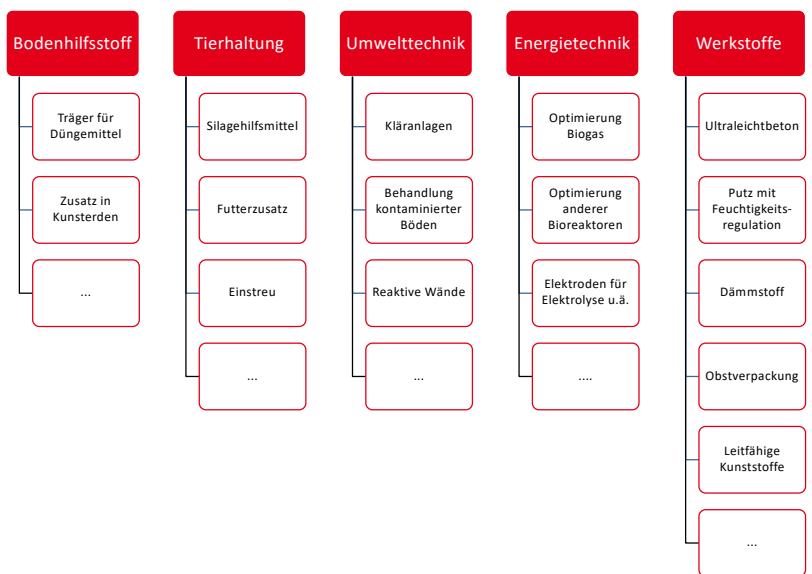 Bodenhilfsstoff
Träger für
Düngemittel
Zusatz in
Kunsterden
...
Tierhaltung
Silagehilfsmittel
Futterzusatz
Einstreu
...
Umwelttechnik
Kläranlagen
Behandlung
kontaminierter
Böden
Reaktive Wände
...
Energietechnik
Optimierung
Biogas
Optimierung
anderer
Bioreaktoren
Elektroden für
Elektrolyse u.ä.
....
Werkstoffe
Ultraleichtbeton
Putz mit
Feuchtigkeits-
regulation
Dämmstoff
Obstverpackung
Leitfähige
Kunststoffe
...